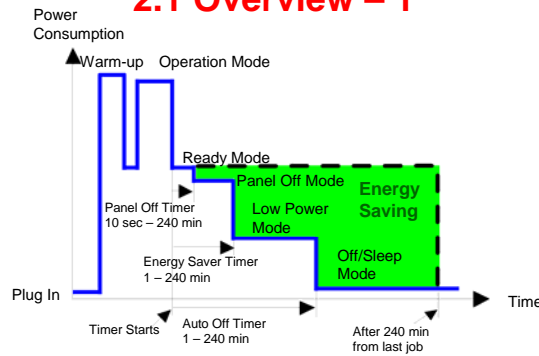 2.1 Overview – 1
Power
Consumption
Warm-up
Operation Mode
Ready Mode
Panel Off Mode
Energy
Saving
Panel Off Timer
10 sec – 240 min
Low Power
Mode
Energy Saver Timer
1 – 240 min
Off/Sleep
Mode
Plug In
Time
Timer Starts
Auto Off Timer
1 – 240 min
After 240 min
from last job